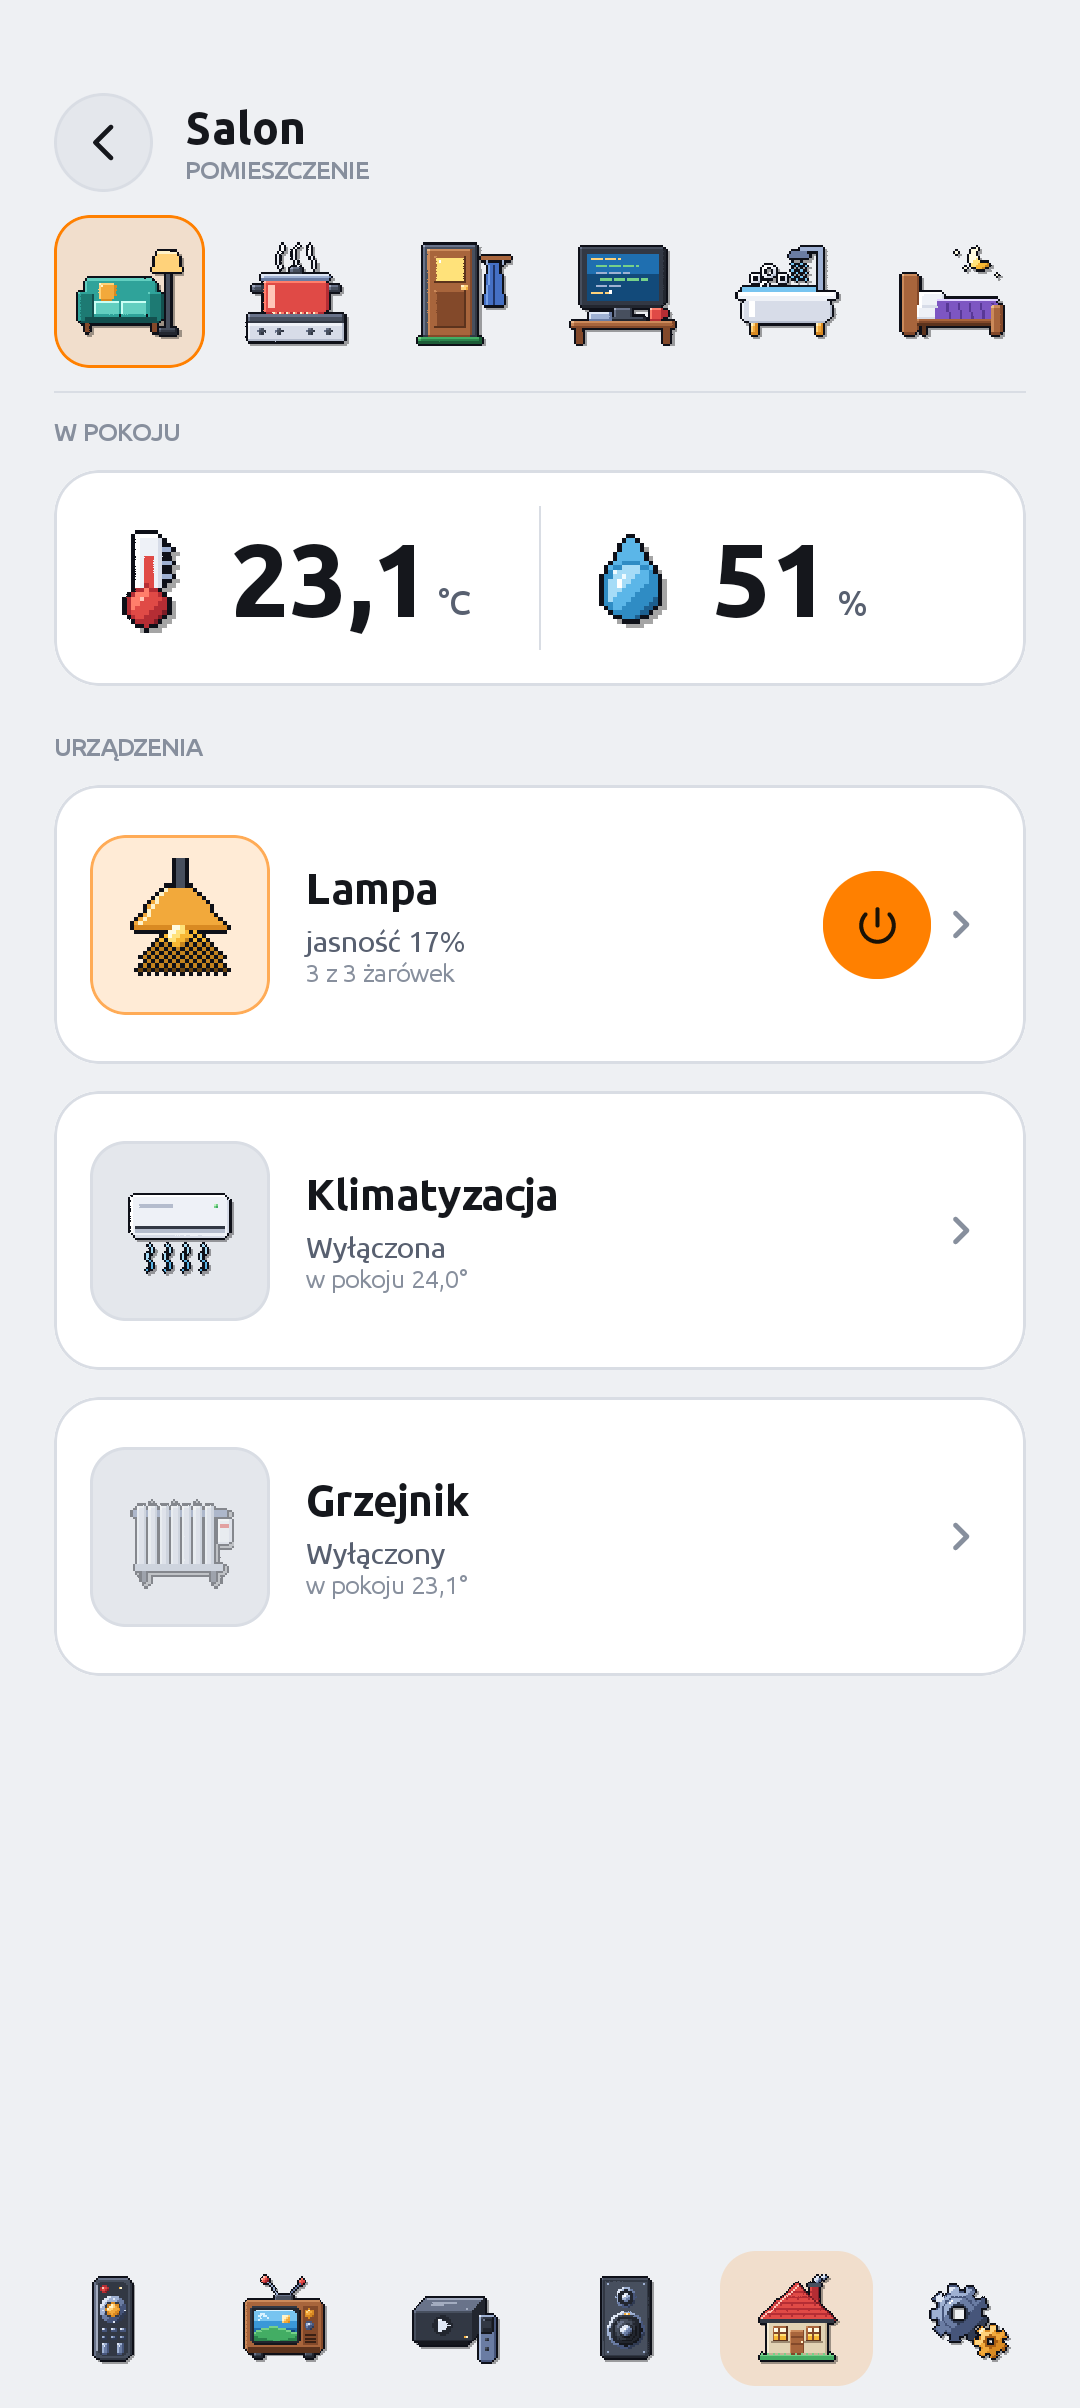 Salon
POMIESZCZENIE
W POKOJU
23,1 °C
51 %
URZĄDZENIA
Lampa
jasność 17%
3 z 3 żarówek
Klimatyzacja
Wyłączona
w pokoju 24,0°
Grzejnik
Wyłączony
w pokoju 23,1°